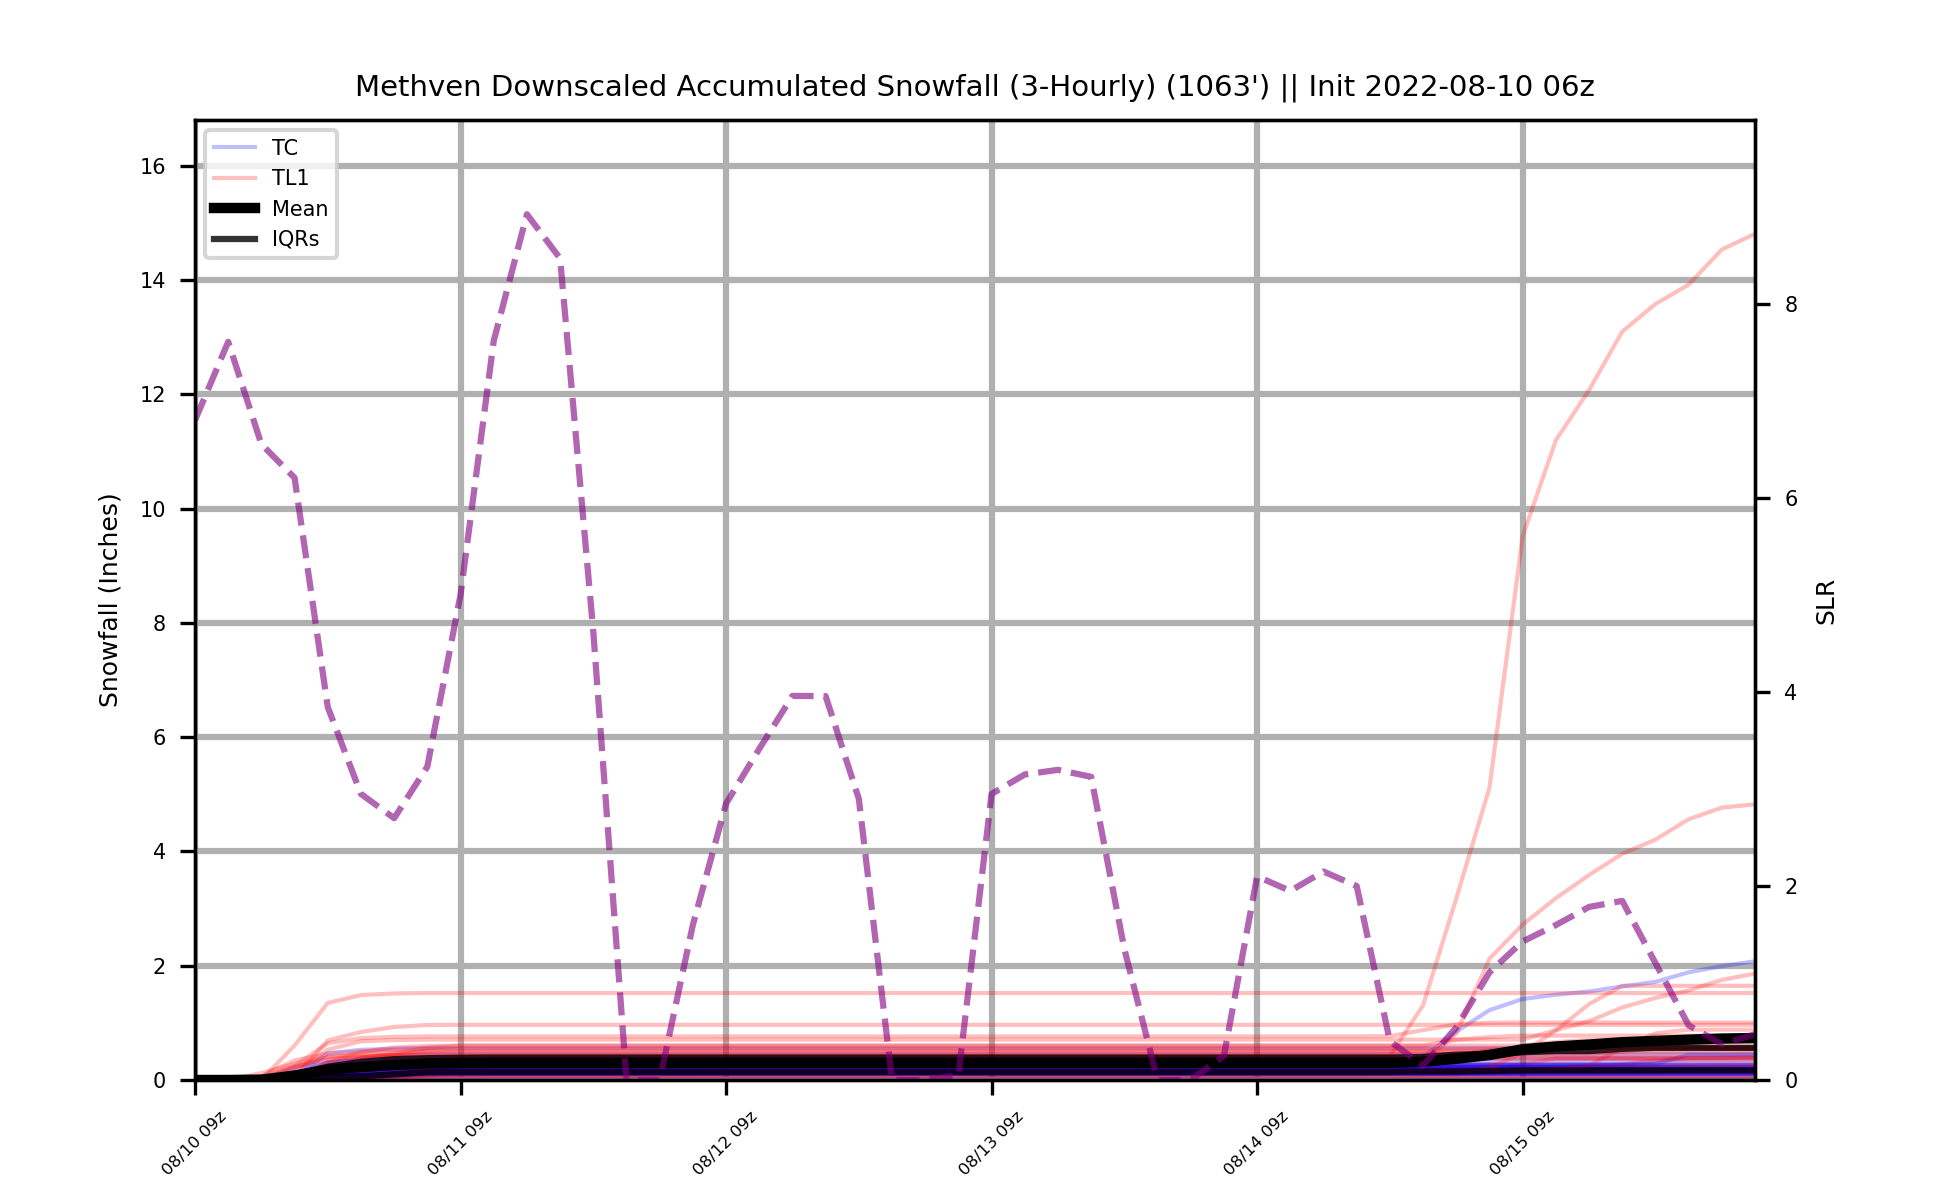 Methven Downscaled Accumulated Snowfall (3-Hourly) (1063') || Init 2022-08-10 06z
TC
TL1
Mean
IQRs
Snowfall (Inches)
16
14
12
10
8
6
4
2
0
8
6
4
2
0
SLR
08/10 09z
08/11 09z
08/12 09z
08/13 09z
08/14 09z
08/15 09z